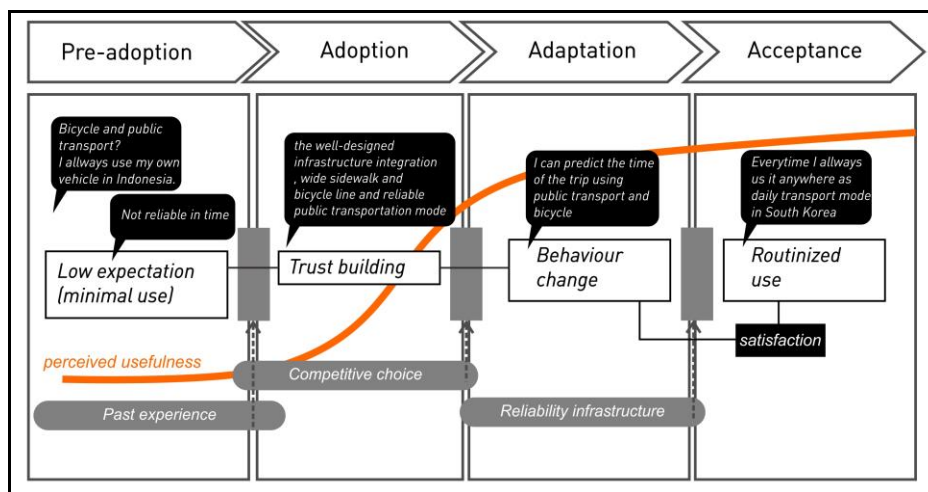 Pre-adoption
Adoption
Adaptation
Acceptance
Bicycle and public
transport?
I allways use my own
vehicle in Indonesia.
Not reliable in time
the well-designed
infrastructure integration
, wide sidewalk and
bicycle line and reliable
public transportation mode
I can predict the time
of the trip using
public transport and
bicycle
Everytime I allways
us it anywhere as
daily transport mode
in South Korea
Low expectation
(minimal use)
Trust building
Behaviour
change
Routinized
use
satisfaction
perceived usefulness
Competitive choice
Past experience
Reliability infrastructure